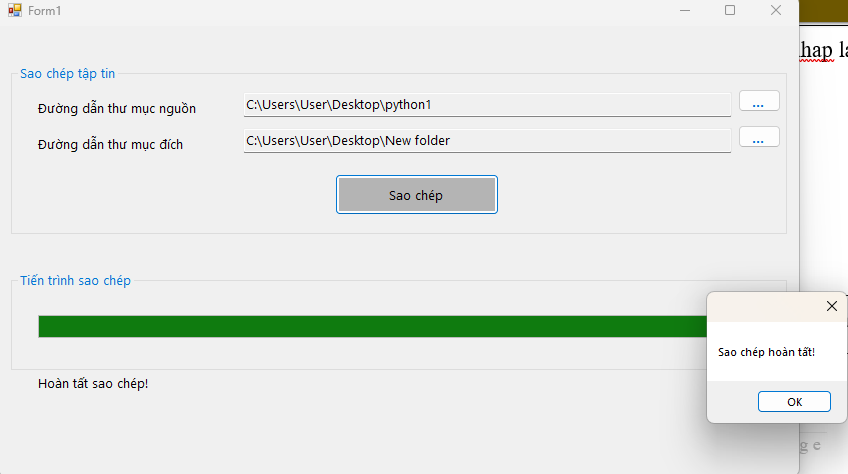 Form1
hap la
Sao chép tập tin
Đường dẫn thư mục nguồn
C:\Users\User\Desktop\python1
...
Đường dẫn thư mục đích
C:\Users\User\Desktop\New folder
...
Sao chép
Tiến trình sao chép
Sao chép hoàn tất!
Hoàn tất sao chép!
OK
g e